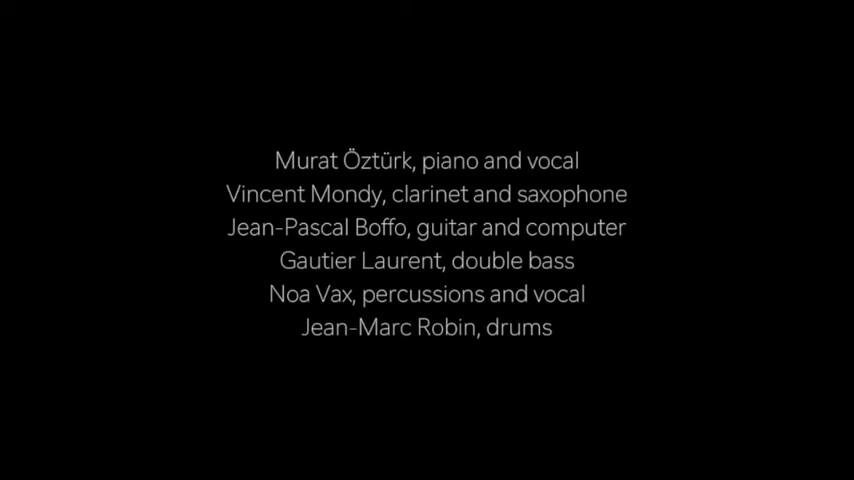 Murat Öztürk, piano and vocal
Vincent Mondy, clarinet and saxophone
Jean-Pascal Boffo, guitar and computer
Gautier Laurent, double bass
Noa Vax, percussions and vocal
Jean-Marc Robin, drums